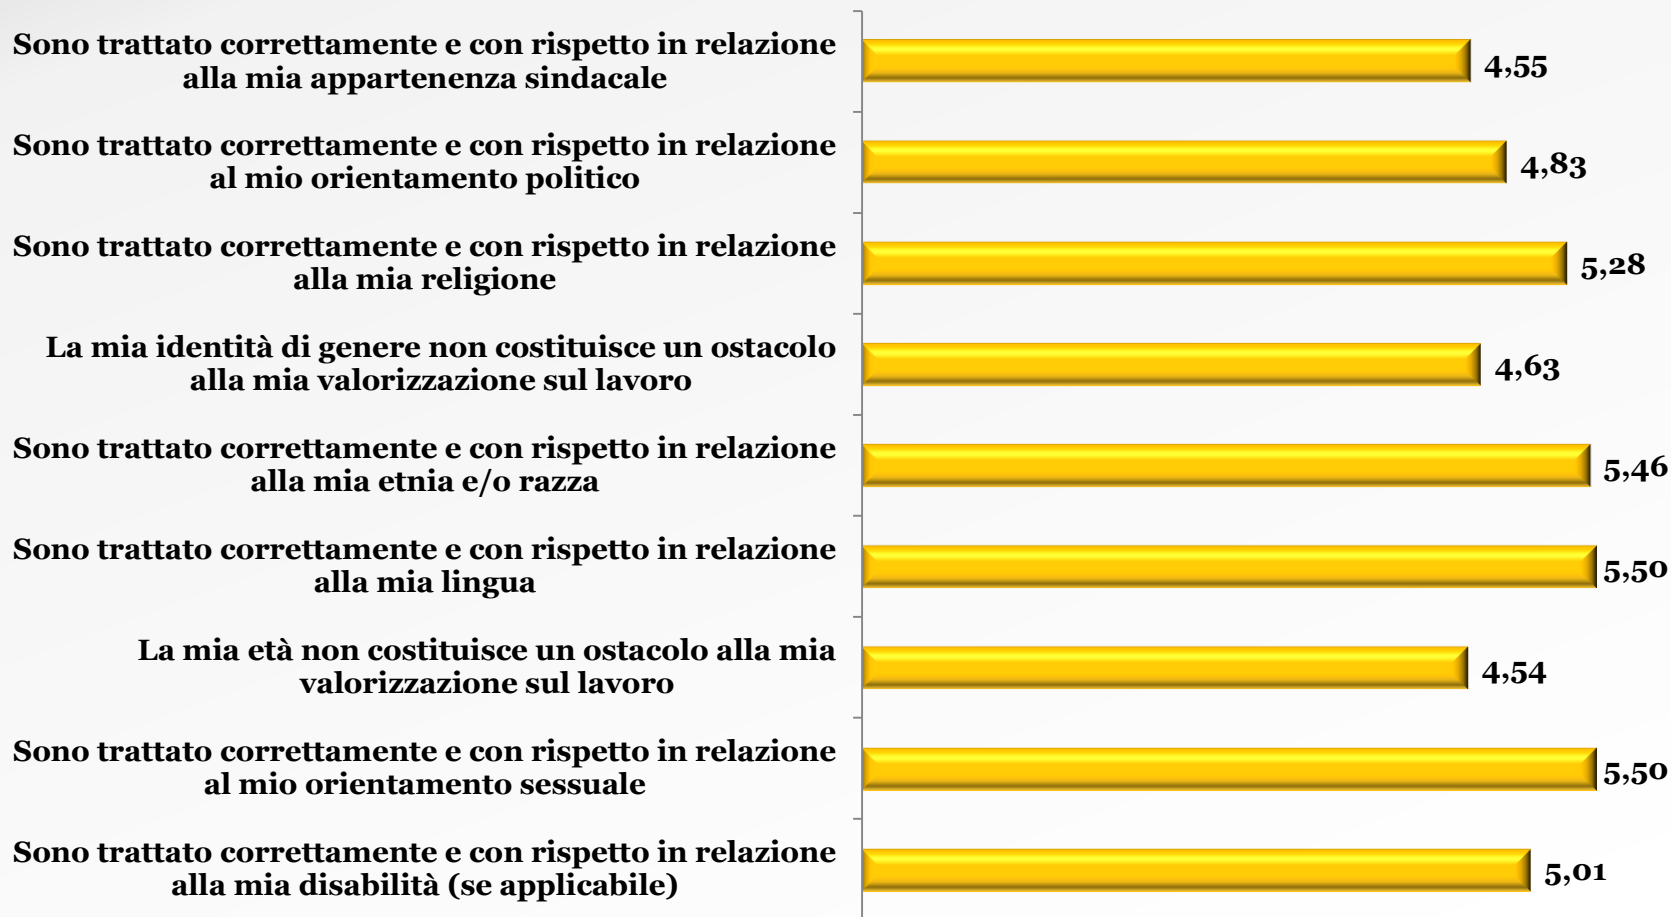 Sono trattato correttamente e con rispetto in relazione
alla mia appartenenza sindacale
4,55
Sono trattato correttamente e con rispetto in relazione
al mio orientamento politico
4,83
Sono trattato correttamente e con rispetto in relazione
alla mia religione
5,28
La mia identità di genere non costituisce un ostacolo
alla mia valorizzazione sul lavoro
4,63
Sono trattato correttamente e con rispetto in relazione
alla mia etnia e/o razza
5,46
Sono trattato correttamente e con rispetto in relazione
alla mia lingua
5,50
La mia età non costituisce un ostacolo alla mia
valorizzazione sul lavoro
4,54
Sono trattato correttamente e con rispetto in relazione
al mio orientamento sessuale
5,50
Sono trattato correttamente e con rispetto in relazione
alla mia disabilità (se applicabile)
5,01